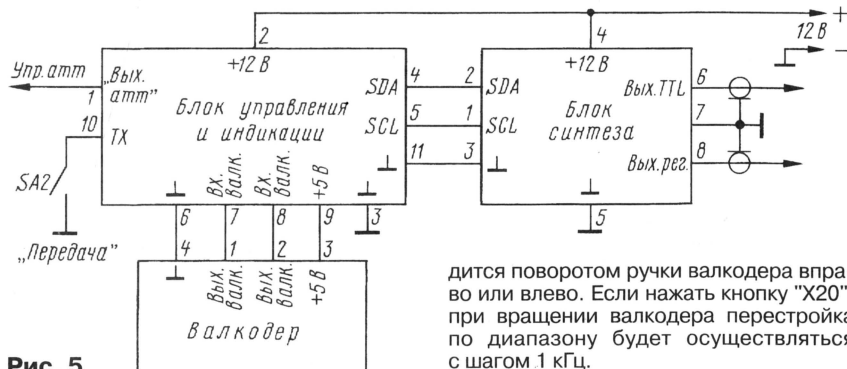 +
12 В
−
2
4
+12 В
+12 В
Упр. атт
„Вых.
атт"
1
10
TX
SA2
„Передача"
Блок управления
и индикации
SDA
4
2
SDA
SCL
5
1
SCL
11
3
Блок
синтеза
Вых. TTL
6
7
Вых. рег.
8
5
Вх.
валк.
Вх.
валк.
+5 В
6
7
8
9
3
4
1
2
3
Вых.
валк.
Вых.
валк.
+5 В
Валкодер
Рис. 5
дится поворотом ручки валкодера впра-
во или влево. Если нажать кнопку "X20",
при вращении валкодера перестройка
по диапазону будет осуществляться
с шагом 1 кГц.